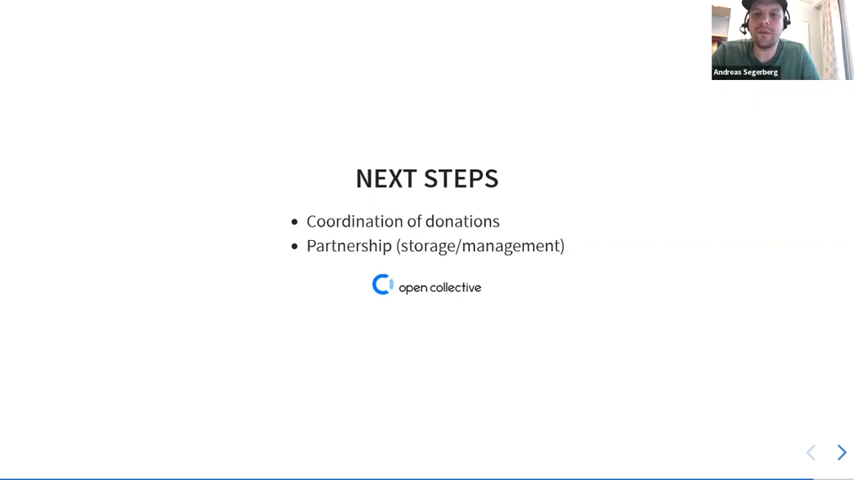 Andreas Segerberg
NEXT STEPS
Coordination of donations
Partnership (storage/management)
open collective